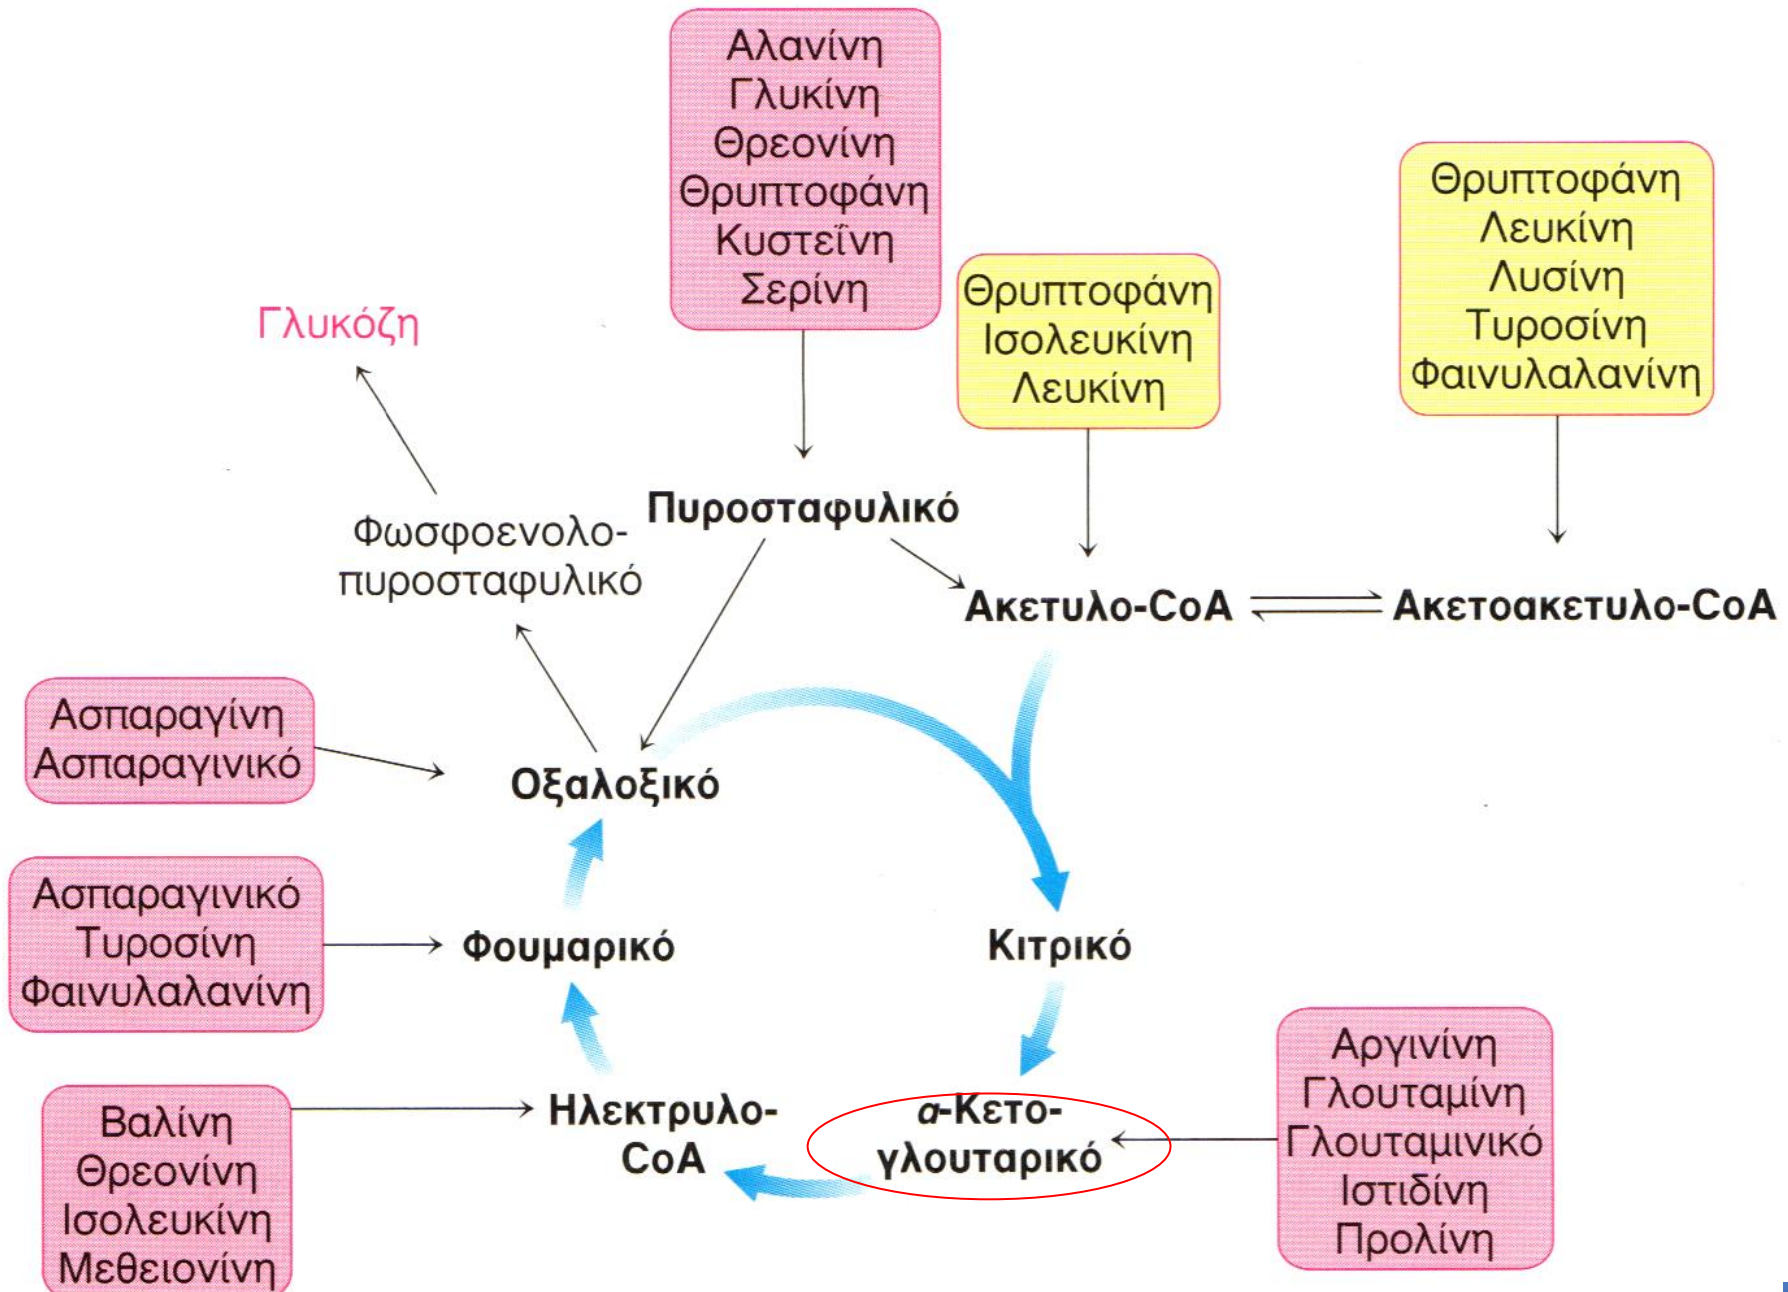 Αλανίνη
Γλυκίνη
Θρεονίνη
Θρυπτοφάνη
Κυστεΐνη
Σερίνη
Θρυπτοφάνη
Ισολευκίνη
Λευκίνη
Θρυπτοφάνη
Λευκίνη
Λυσίνη
Τυροσίνη
Φαινυλαλανίνη
Γλυκόζη
Φωσφοενολο-
πυροσταφυλικό
Πυροσταφυλικό
Ακετυλο-CoA
Ακετοακετυλο-CoA
Ασπαραγίνη
Ασπαραγινικό
Οξαλοξικό
Ασπαραγινικό
Τυροσίνη
Φαινυλαλανίνη
Φουμαρικό
Κιτρικό
Βαλίνη
Θρεονίνη
Ισολευκίνη
Μεθειονίνη
Ηλεκτρυλο-
CoA
α-Κετο-
γλουταρικό
Αργινίνη
Γλουταμίνη
Γλουταμινικό
Ιστιδίνη
Προλίνη